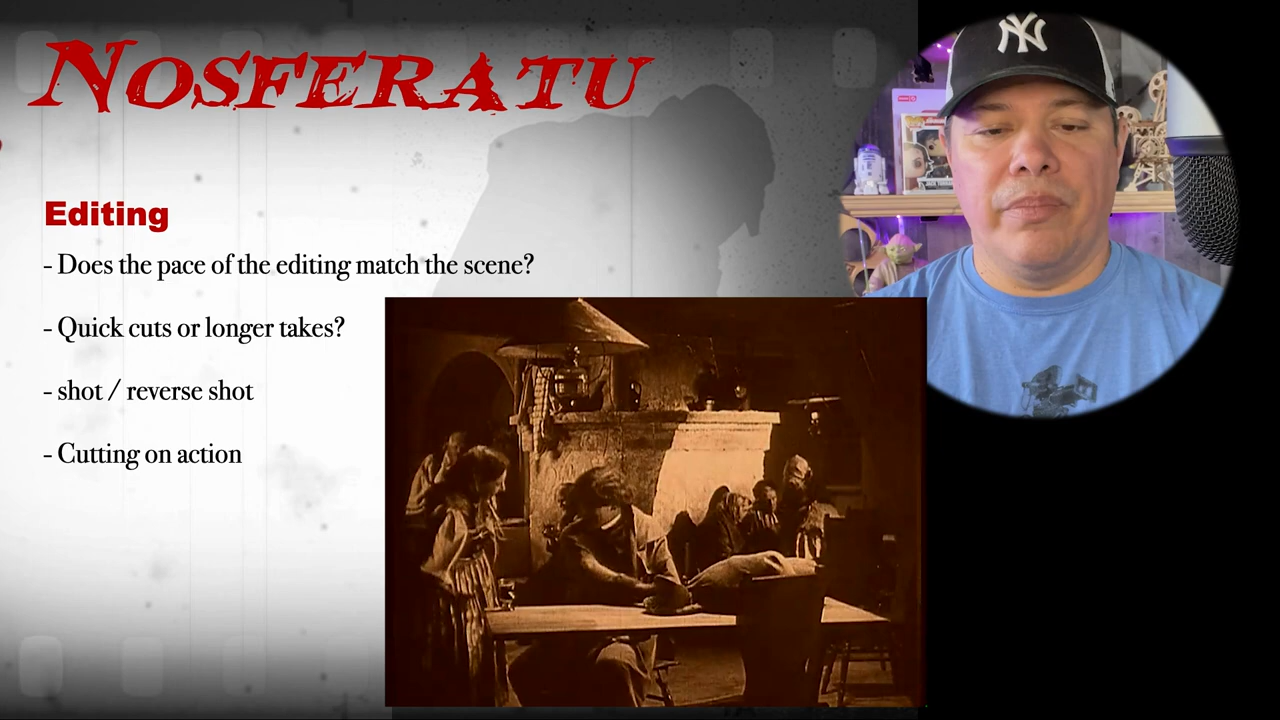 NOSFERATU
Editing
- Does the pace of the editing match the scene?
- Quick cuts or longer takes?
- shot / reverse shot
- Cutting on action
NY